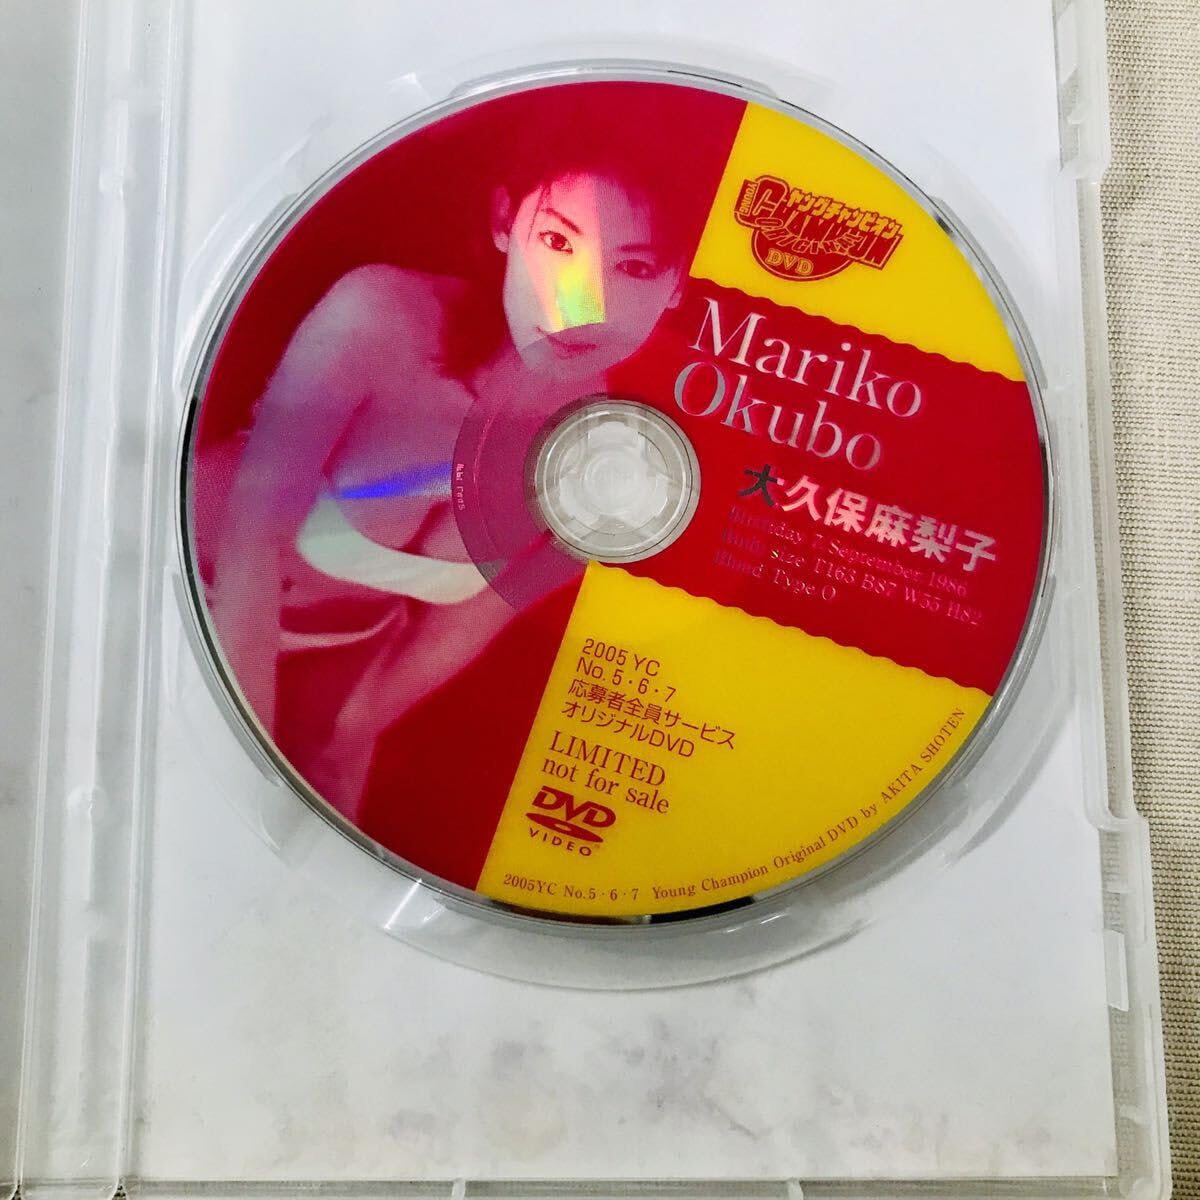 ヤングチャンピオン
YOUNG
CHAMPION
ORIGINAL
DVD
Mariko
Okubo
大久保麻梨子
Birthday 7 September 1986
Body size T163 B87 W55 H82
Blood Type O
2005 YC
No. 5・6・7
応募者全員サービス
オリジナルDVD
LIMITED
not for sale
DVD
VIDEO
2005YC No.5・6・7 Young Champion Original DVD by AKITA SHOTEN